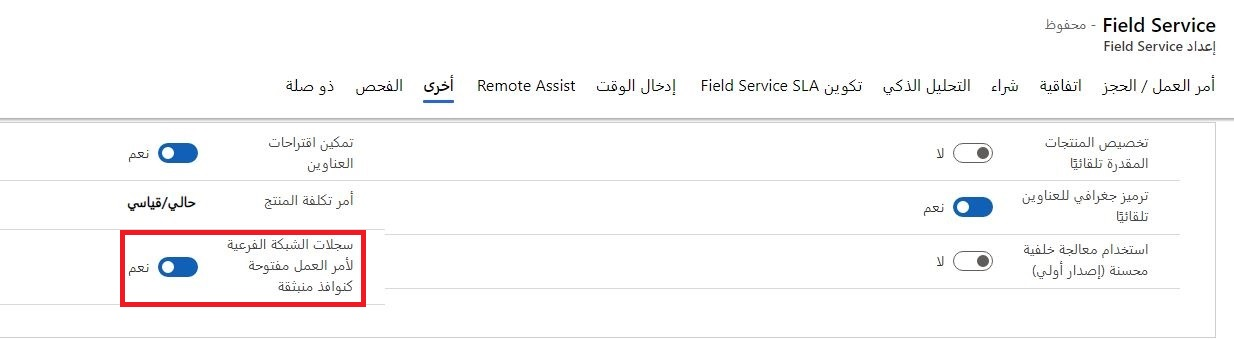 Field Service - محفوظ
إعداد Field Service
أمر العمل / الحجز
اتفاقية
شراء
التحليل الذكي
تكوين Field Service SLA
إدخال الوقت
Remote Assist
أخرى
الفحص
ذو صلة
تخصيص المنتجات
المقدرة تلقائيًا
لا
ترميز جغرافي للعناوين
تلقائيًا
نعم
استخدام معالجة خلفية
محسنة (إصدار أولي)
لا
تمكين اقتراحات
العناوين
نعم
أمر تكلفة المنتج
حالي/قياسي
سجلات الشبكة الفرعية
لأمر العمل مفتوحة
كنوافذ منبثقة
نعم